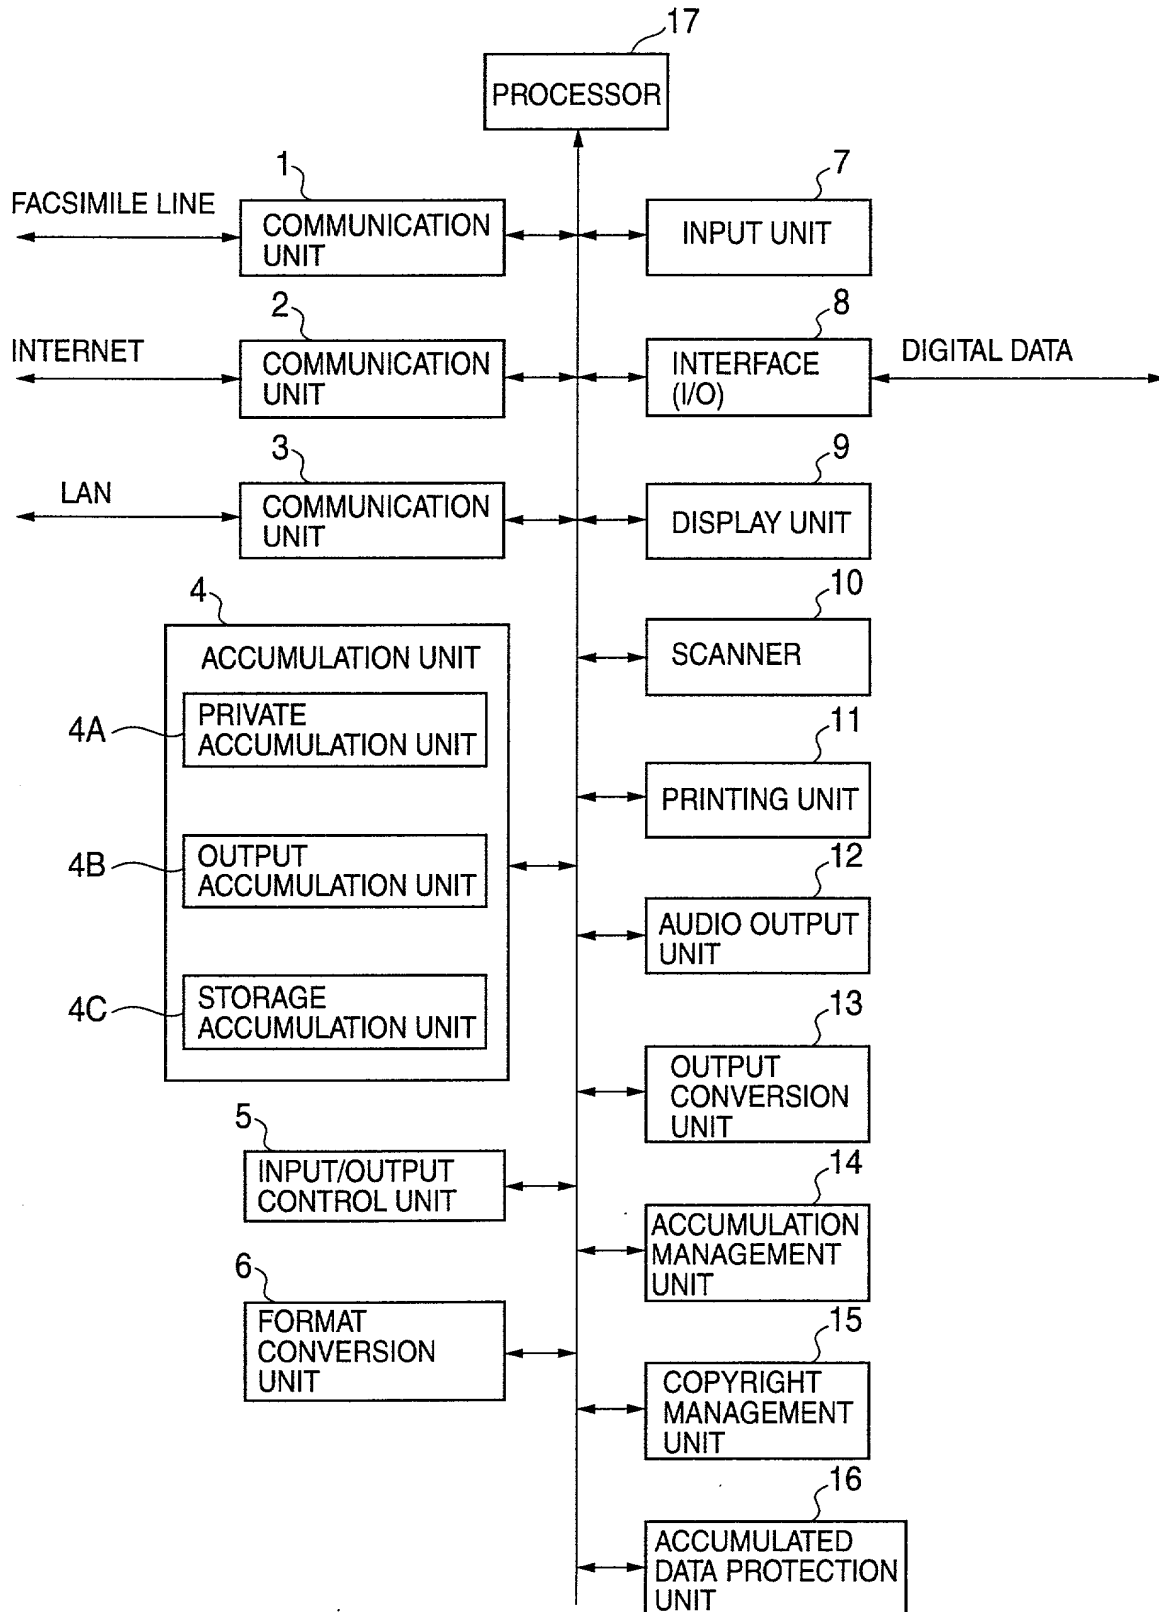 17
PROCESSOR
1
7
FACSIMILE LINE
COMMUNICATION
UNIT
INPUT UNIT
2
8
INTERNET
COMMUNICATION
UNIT
INTERFACE
(I/O)
DIGITAL DATA
3
9
LAN
COMMUNICATION
UNIT
DISPLAY UNIT
4
10
ACCUMULATION UNIT
SCANNER
4A
PRIVATE
ACCUMULATION UNIT
11
PRINTING UNIT
4B
OUTPUT
ACCUMULATION UNIT
12
AUDIO OUTPUT
UNIT
4C
STORAGE
ACCUMULATION UNIT
13
OUTPUT
CONVERSION
UNIT
5
INPUT/OUTPUT
CONTROL UNIT
14
ACCUMULATION
MANAGEMENT
UNIT
6
FORMAT
CONVERSION
UNIT
15
COPYRIGHT
MANAGEMENT
UNIT
16
ACCUMULATED
DATA PROTECTION
UNIT